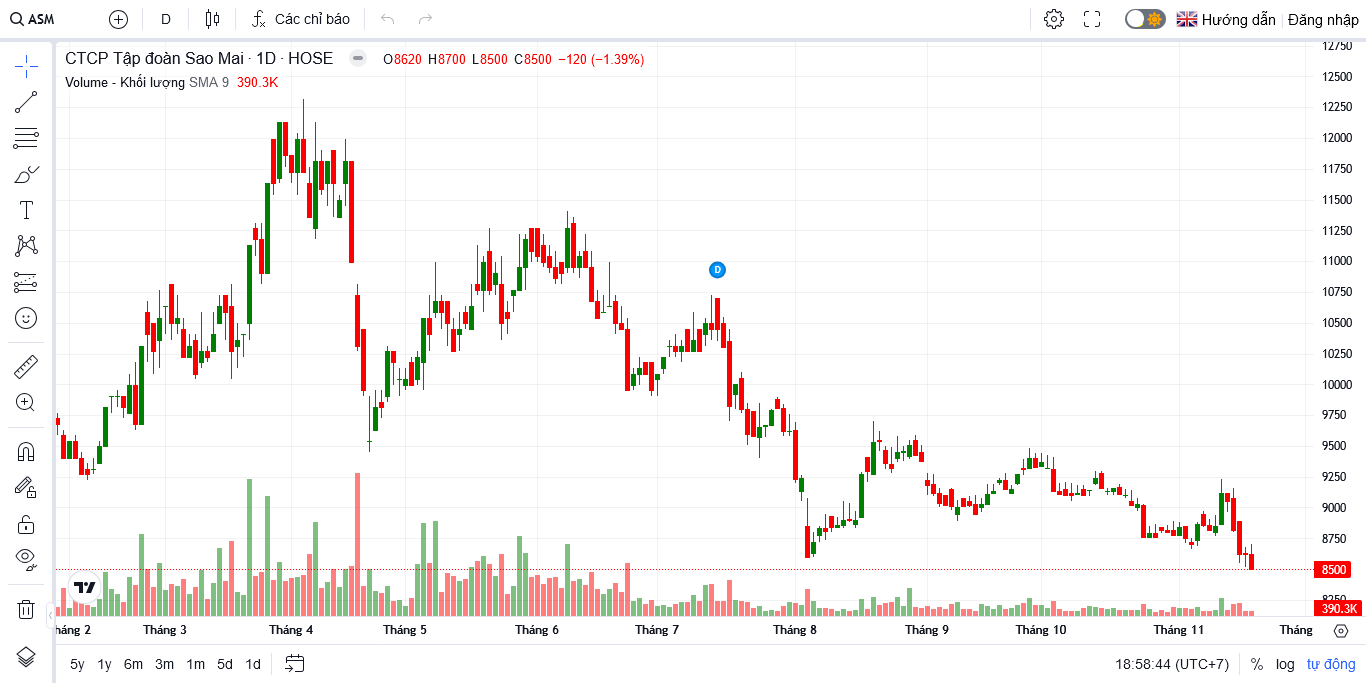 ASM D Các chỉ báo Hướng dẫn Đăng nhập
CTCP Tập đoàn Sao Mai · 1D · HOSE O8620 H8700 L8500 C8500 −120 (−1.39%)
Volume - Khối lượng SMA 9 390.3K
12750
12500
12250
12000
11750
11500
11250
11000
D
10750
10500
10250
10000
9750
9500
9250
9000
8750
8500
8250
390.3K
háng 2 Tháng 3 Tháng 4 Tháng 5 Tháng 6 Tháng 7 Tháng 8 Tháng 9 Tháng 10 Tháng 11 Tháng
5y 1y 6m 3m 1m 5d 1d 18:58:44 (UTC+7) % log tự động